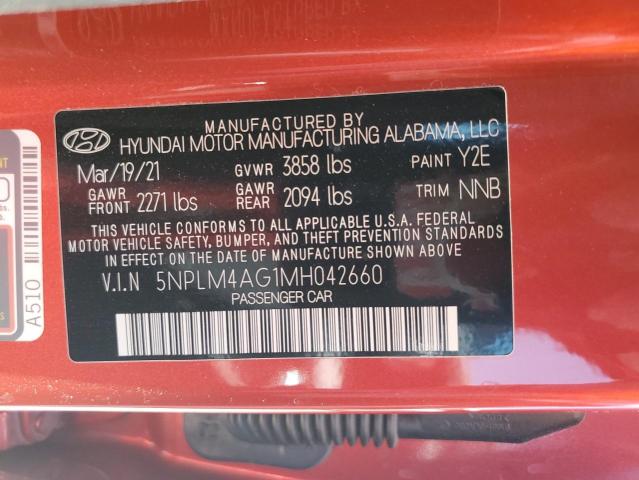 MANUFACTURED BY
HYUNDAI MOTOR MANUFACTURING ALABAMA, LLC
Mar/19/21 GVWR 3858 lbs PAINT Y2E
GAWR FRONT 2271 lbs GAWR REAR 2094 lbs TRIM NNB
THIS VEHICLE CONFORMS TO ALL APPLICABLE U.S.A. FEDERAL
MOTOR VEHICLE SAFETY, BUMPER, AND THEFT PREVENTION STANDARDS
IN EFFECT ON THE DATE OF MANUFACTURE SHOWN ABOVE.
V.I.N 5NPLM4AG1MH042660
PASSENGER CAR
A510